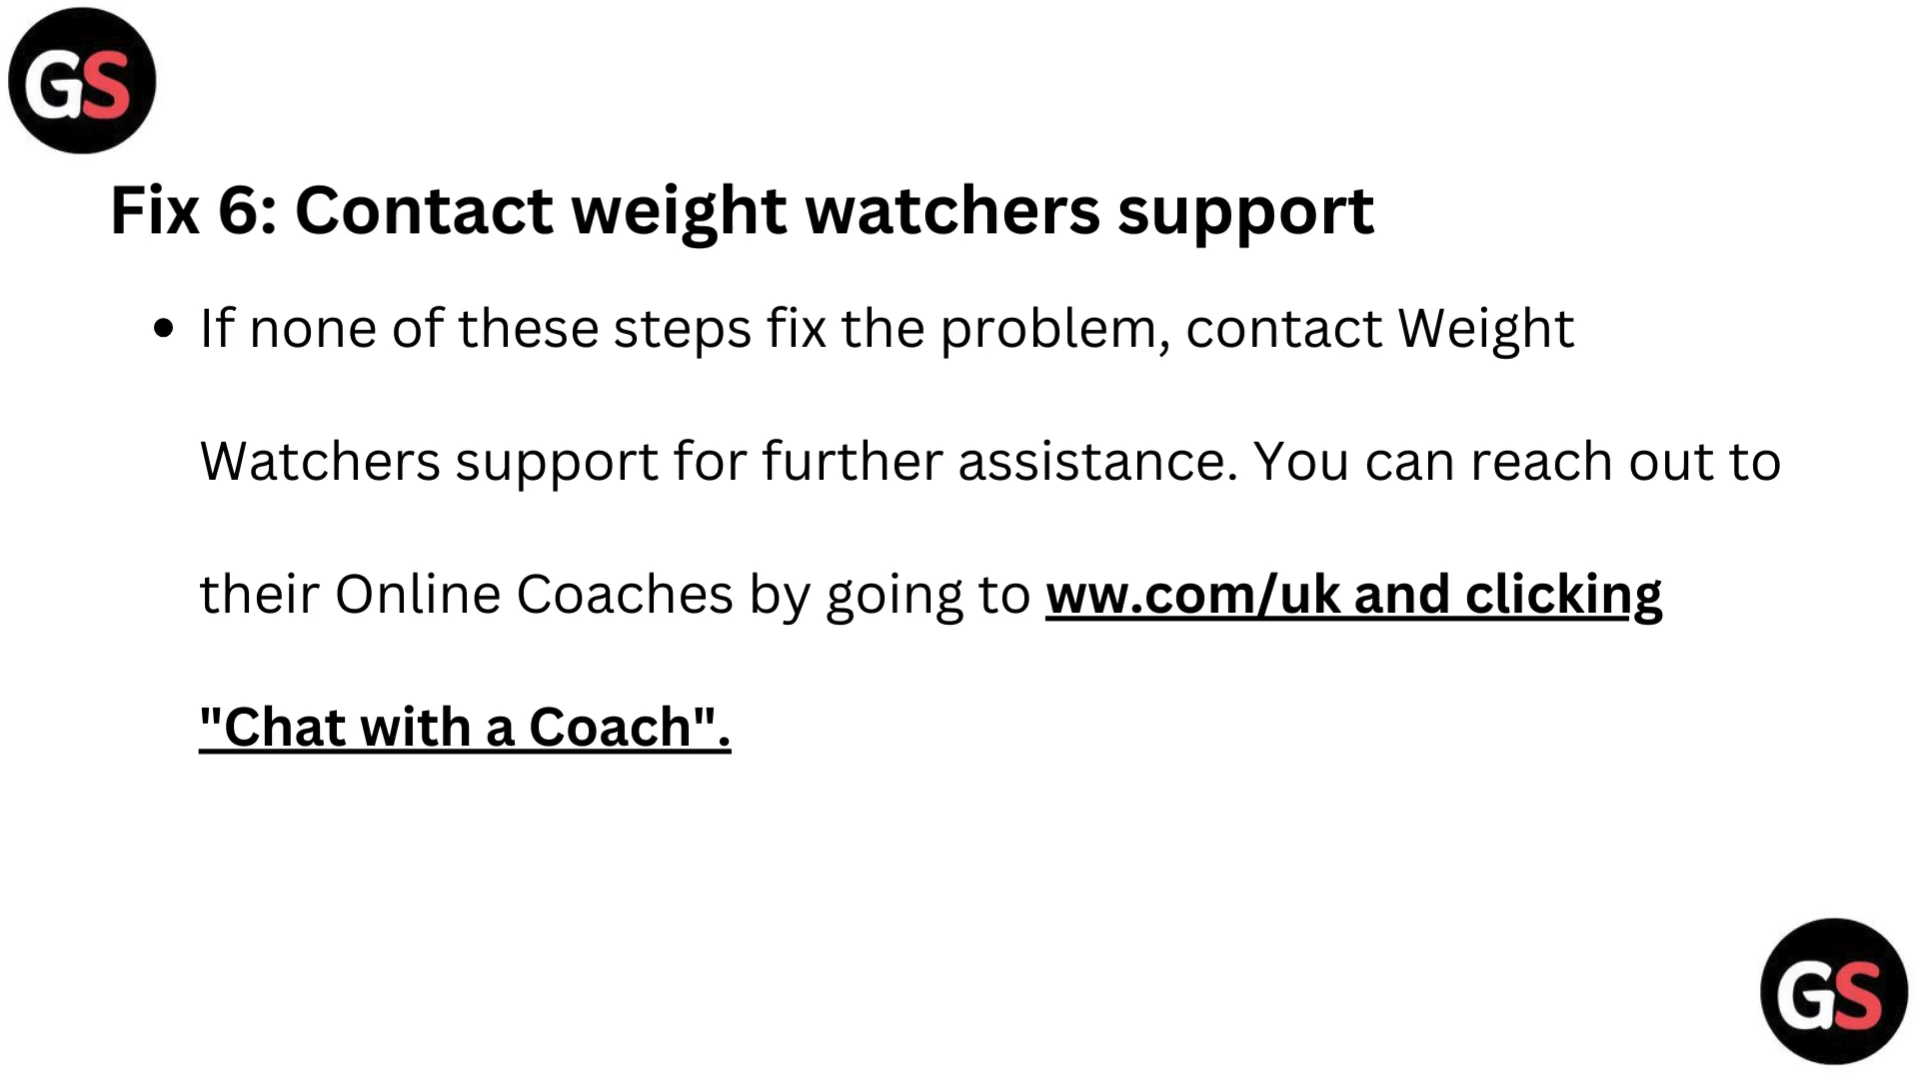 GS
Fix 6: Contact weight watchers support
• If none of these steps fix the problem, contact Weight
Watchers support for further assistance. You can reach out to
their Online Coaches by going to ww.com/uk and clicking
"Chat with a Coach".
GS